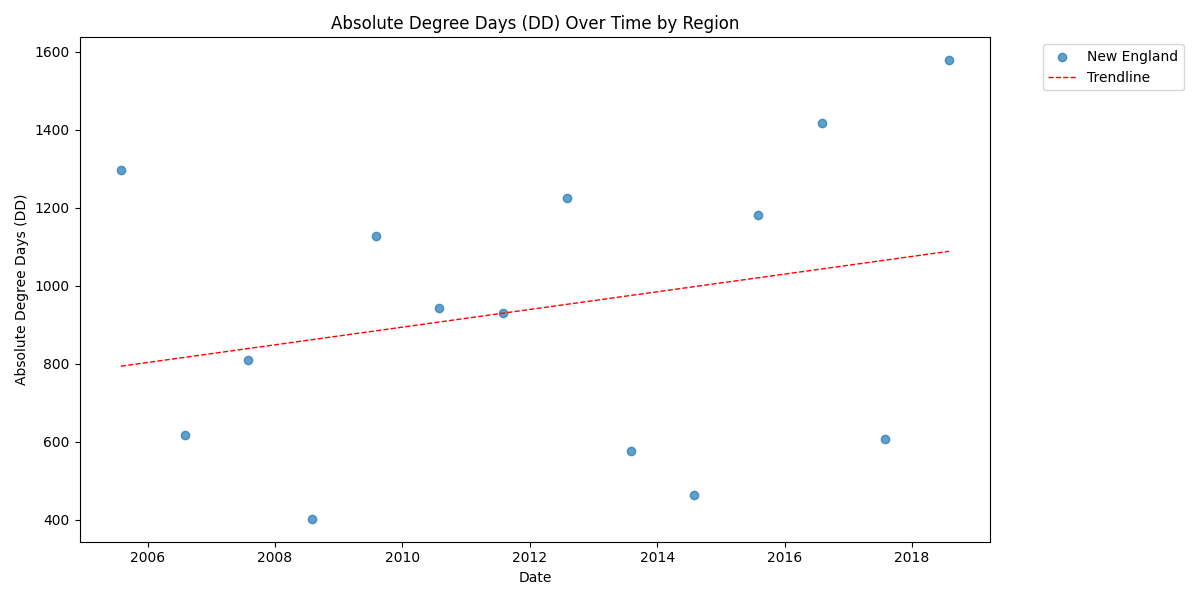 Absolute Degree Days (DD) Over Time by Region
New England
Trendline
Absolute Degree Days (DD)
1600
1400
1200
1000
800
600
400
2006 2008 2010 2012 2014 2016 2018
Date